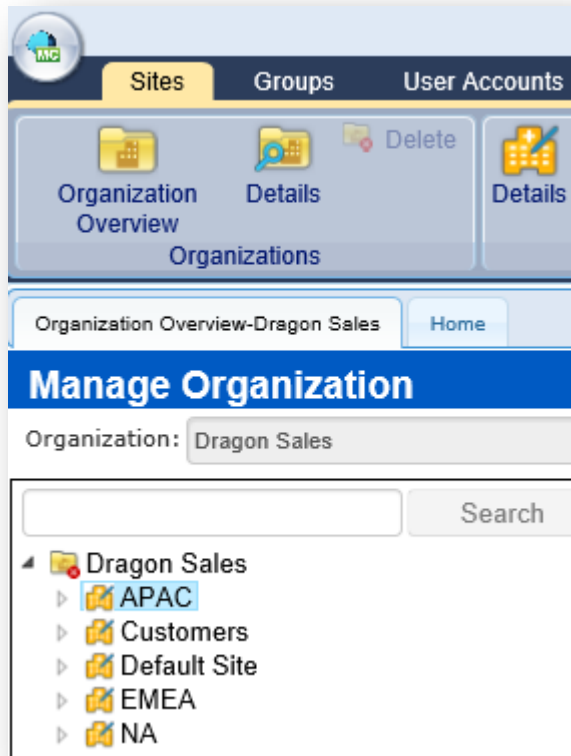 MC
Sites Groups User Accounts
Organization Overview
Details
Delete
Details
Organizations
Organization Overview-Dragon Sales Home
Manage Organization
Organization: Dragon Sales
Search
Dragon Sales
APAC
Customers
Default Site
EMEA
NA